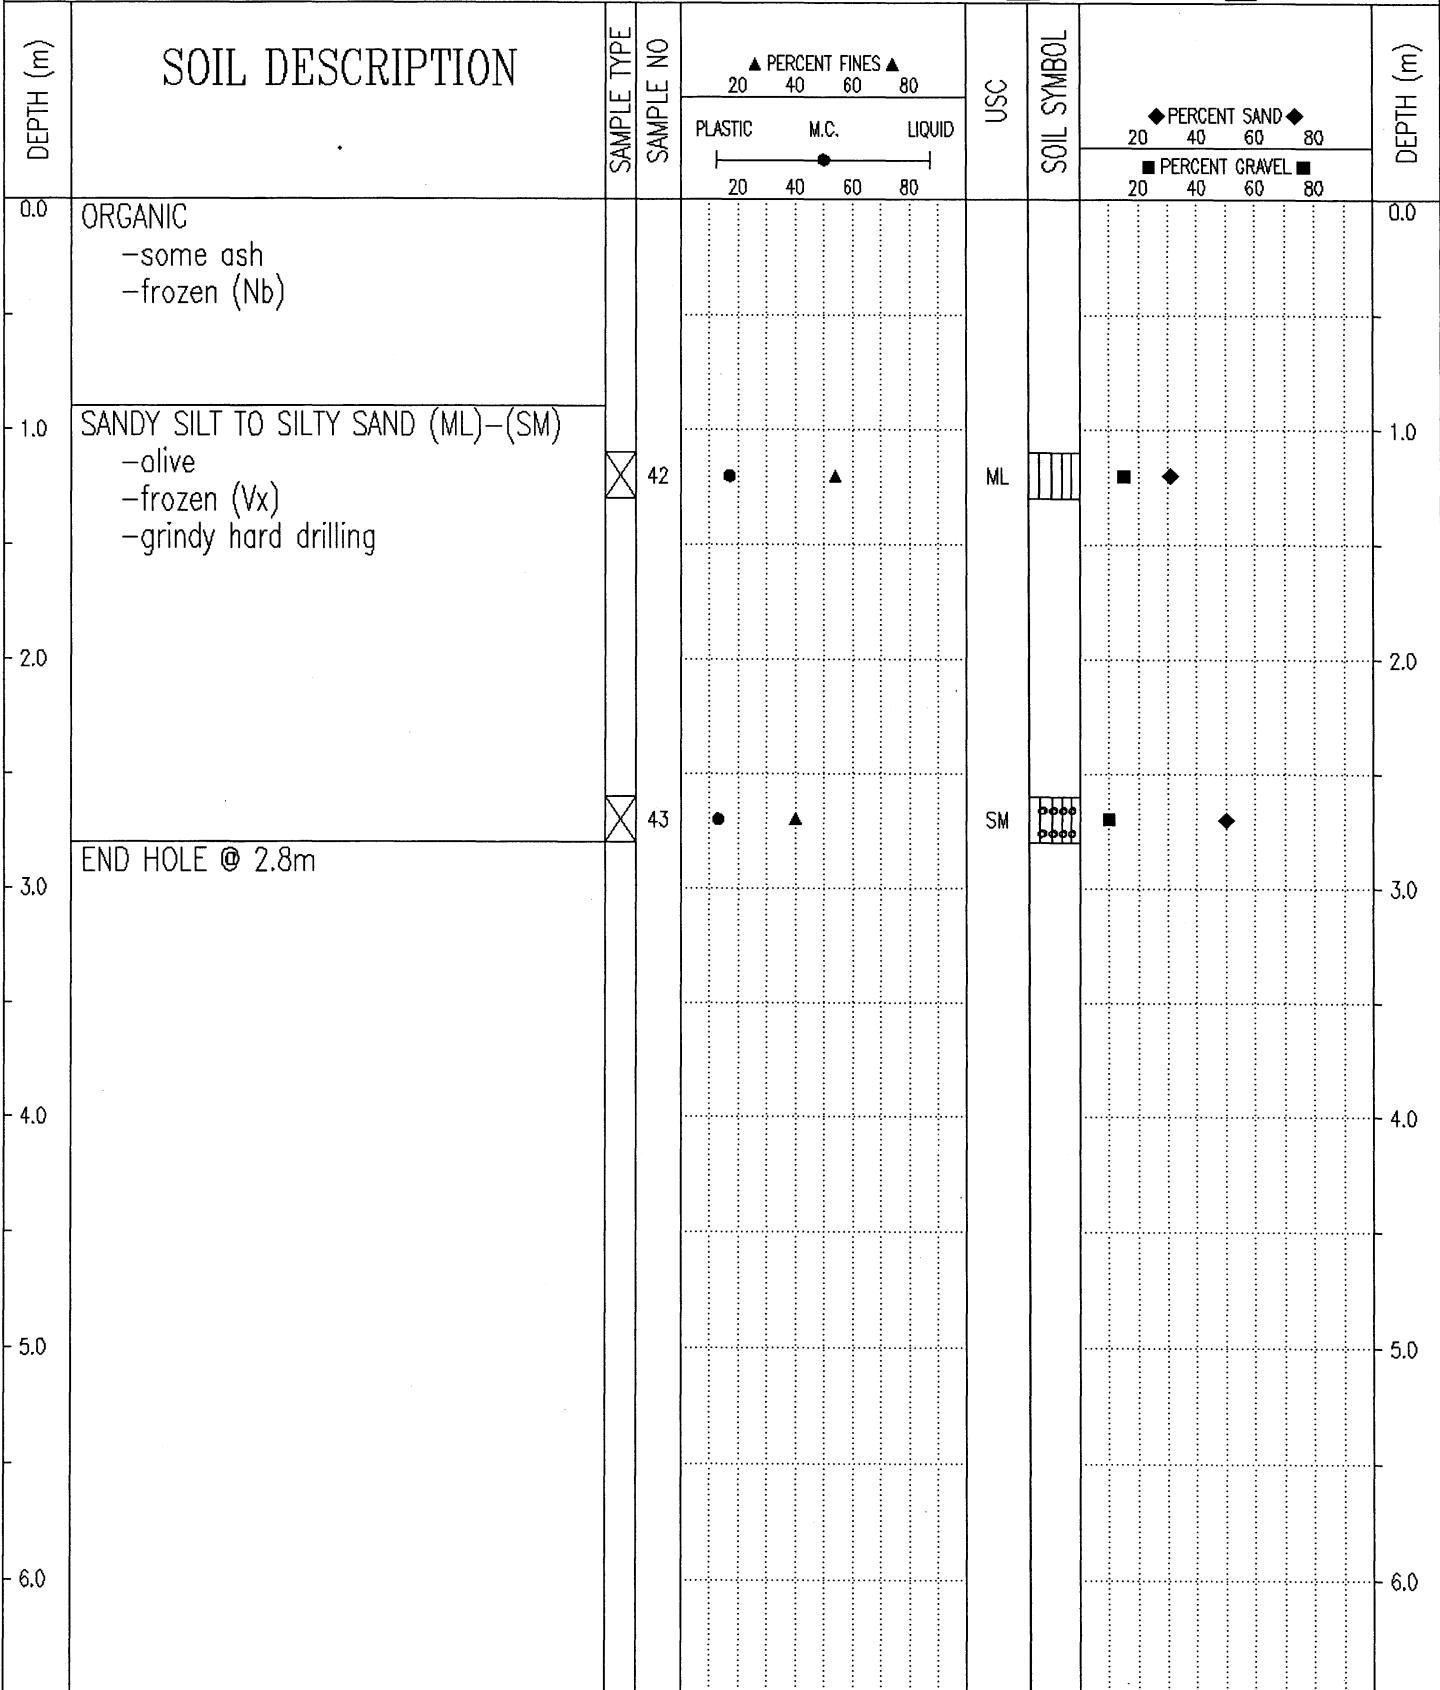 DEPTH (m)
SOIL DESCRIPTION
SAMPLE TYPE
SAMPLE NO
▲ PERCENT FINES ▲
20 40 60 80
PLASTIC M.C. LIQUID
20 40 60 80
USC
SOIL SYMBOL
◆ PERCENT SAND ◆
20 40 60 80
■ PERCENT GRAVEL ■
20 40 60 80
DEPTH (m)
0.0 ORGANIC 0.0
-some ash
-frozen (Nb)
1.0 SANDY SILT TO SILTY SAND (ML)-(SM) 1.0
-alive
42 ML
-frozen (Vx)
-grindy hard drilling
2.0 2.0
43 SM
END HOLE @ 2.8m
3.0 3.0
4.0 4.0
5.0 5.0
6.0 6.0